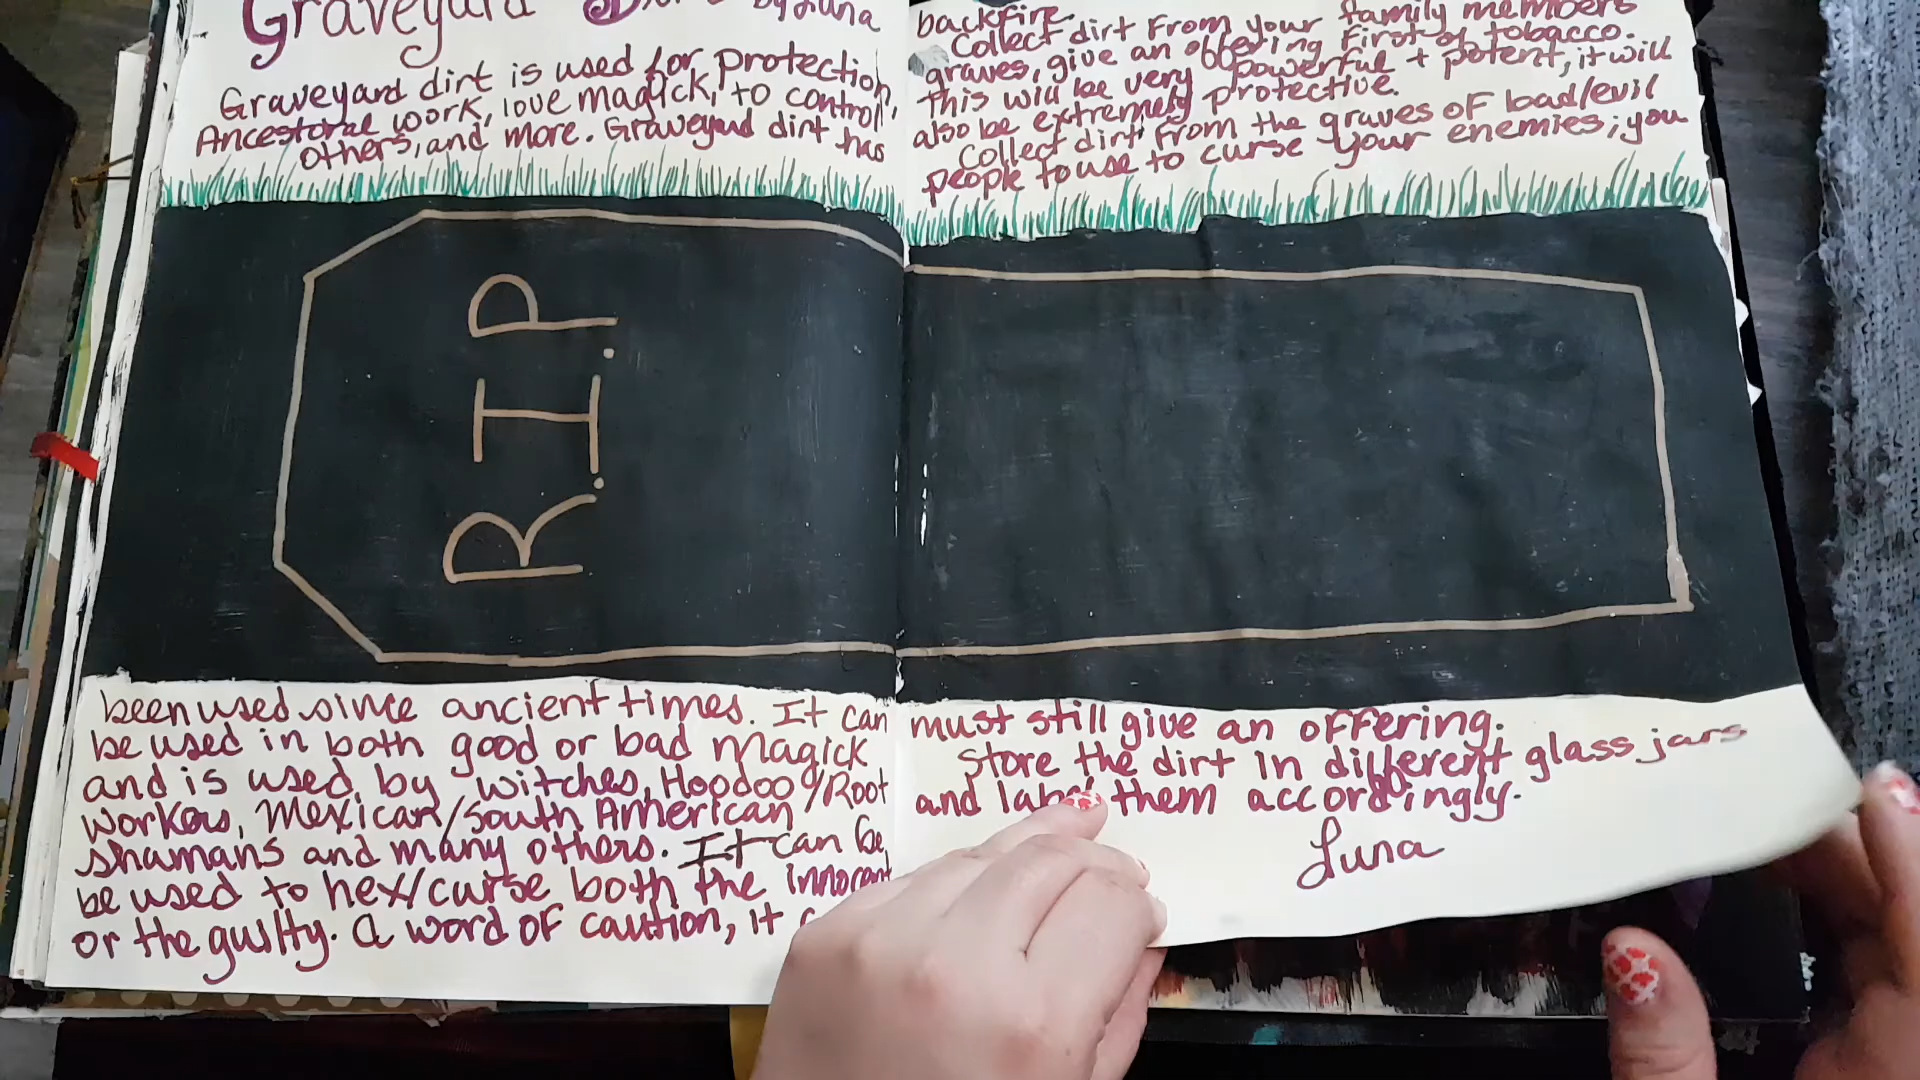 Graveyard Dirt by Luna
Graveyard dirt is used for protection,
Ancestoral work, love magick, to control
others, and more. Graveyard dirt has
R.I.P
been used since ancient times. It can
be used in both good or bad magick
and is used by witches, Hoodoo/Root
workers, Mexican/South American
shamans and many others. It can be
be used to hex/curse both the innocent
or the guilty. A word of caution, it
backfire.
Collect dirt from your family members
graves, give an offering first of tobacco.
This will be very powerful + potent, it will
also be extremely protective.
Collect dirt from the graves of bad/evil
people to use to curse your enemies; you
must still give an offering.
Store the dirt in different glass jars
and label them accordingly.
Luna